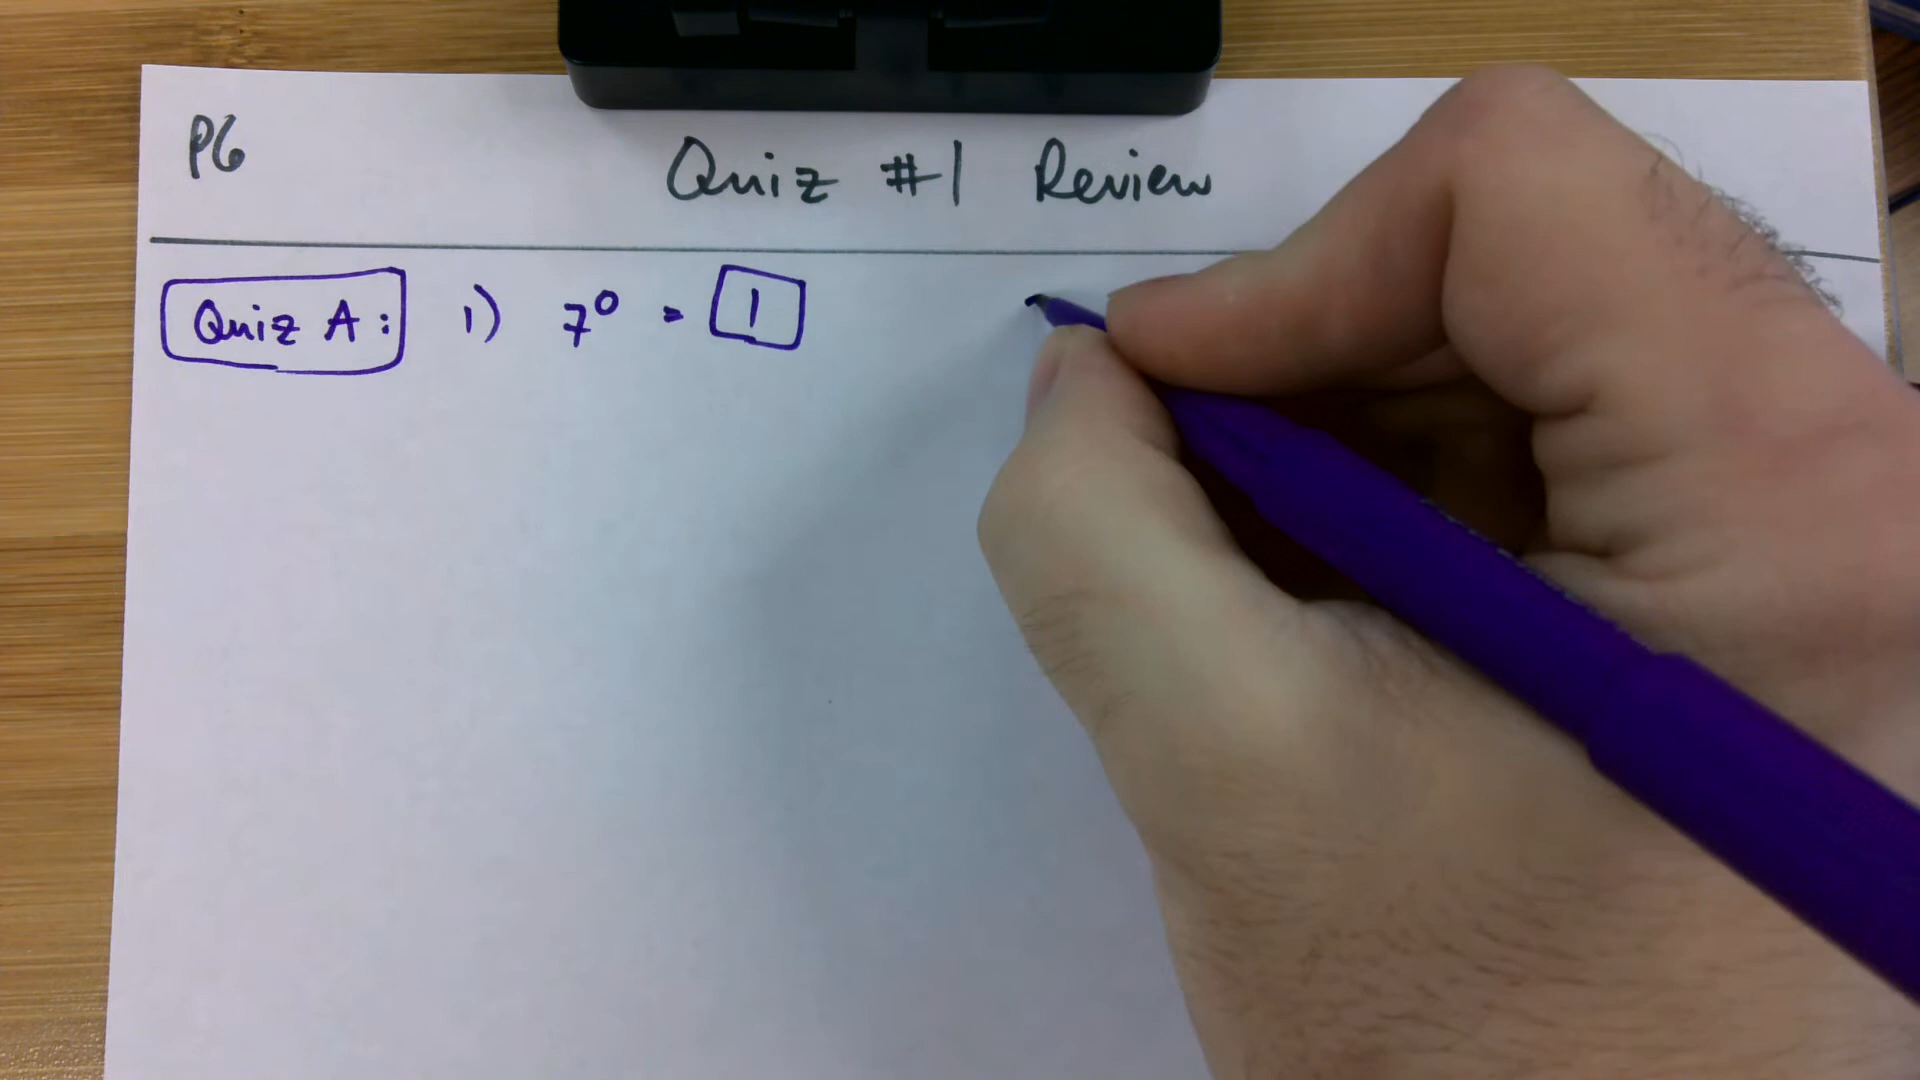 P6
Quiz #1 Review
Quiz A: 1) 7⁰ = 1